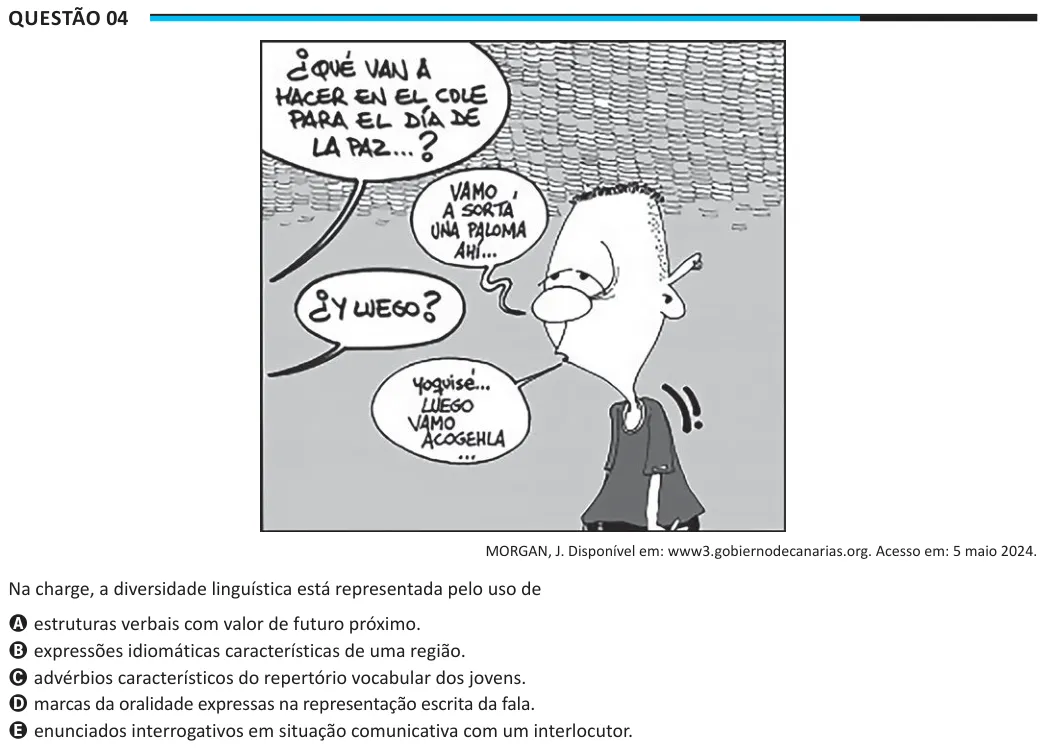 QUESTÃO 04
¿QUÉ VAN A
HACER EN EL COLE
PARA EL DÍA DE
LA PAZ...?
VAMO
A SORTÁ
UNA PALOMA
AHÍ...
¿Y LUEGO?
Yoquisé...
LUEGO
VAMO
ACOGEHLA
...
MORGAN, J. Disponível em: www3.gobiernodecanarias.org. Acesso em: 5 maio 2024.
Na charge, a diversidade linguística está representada pelo uso de
A estruturas verbais com valor de futuro próximo.
B expressões idiomáticas características de uma região.
C advérbios característicos do repertório vocabular dos jovens.
D marcas da oralidade expressas na representação escrita da fala.
E enunciados interrogativos em situação comunicativa com um interlocutor.